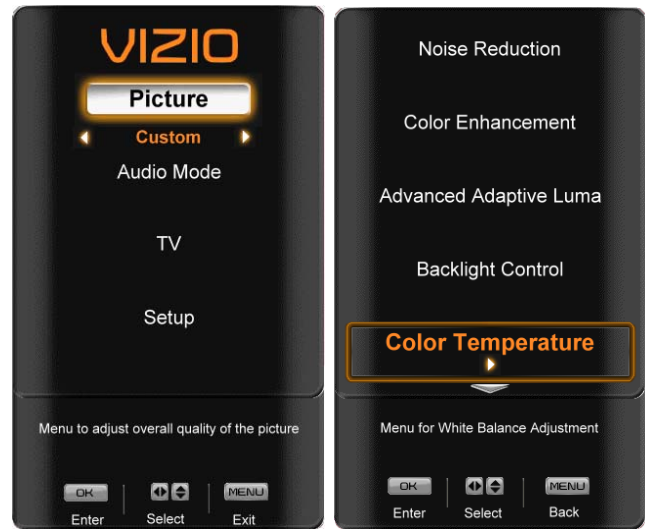 VIZIO
Picture
Custom
Audio Mode
TV
Setup
Menu to adjust overall quality of the picture
OK
MENU
Enter
Select
Exit
Noise Reduction
Color Enhancement
Advanced Adaptive Luma
Backlight Control
Color Temperature
Menu for White Balance Adjustment
OK
MENU
Enter
Select
Back